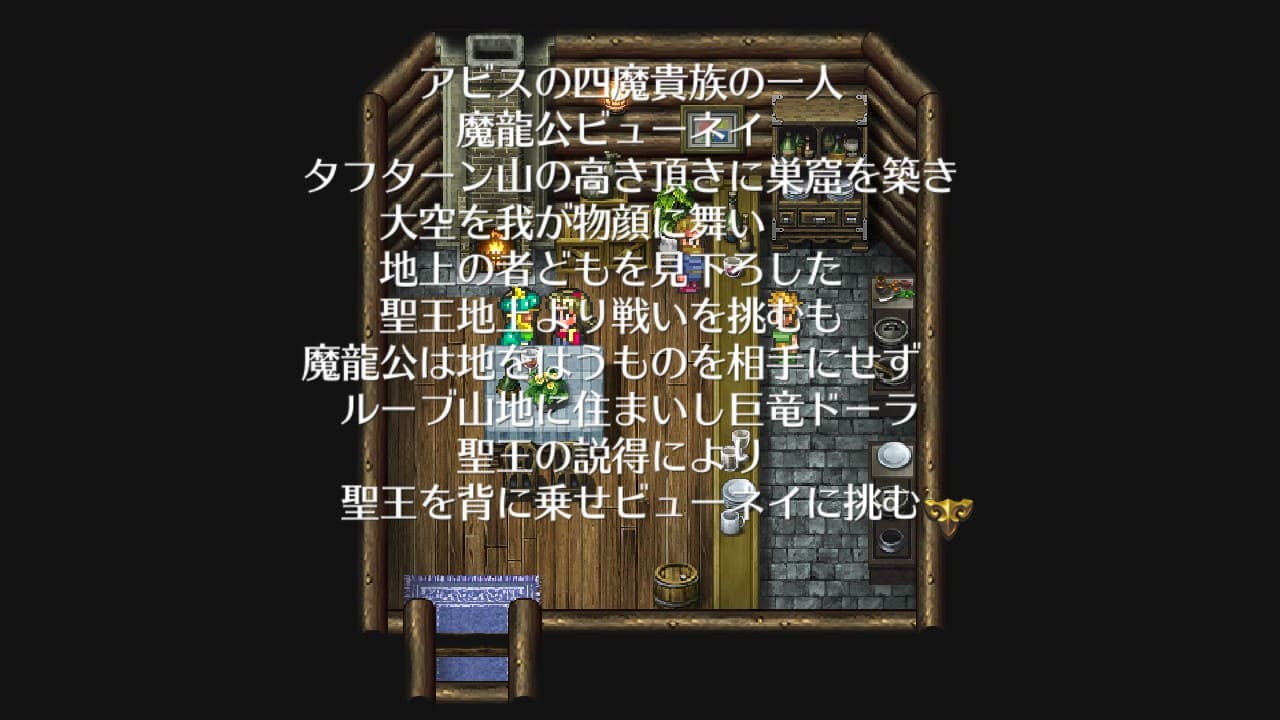 アビスの四魔貴族の一人
魔龍公ビューネイ
タフターン山の高き頂きに巣窟を築き
大空を我が物顔に舞い
地上の者どもを見下ろした
聖王地上より戦いを挑むも
魔龍公は地をはうものを相手にせず
ルーブ山地に住まいし巨竜ドーラ
聖王の説得により
聖王を背に乗せビューネイに挑む